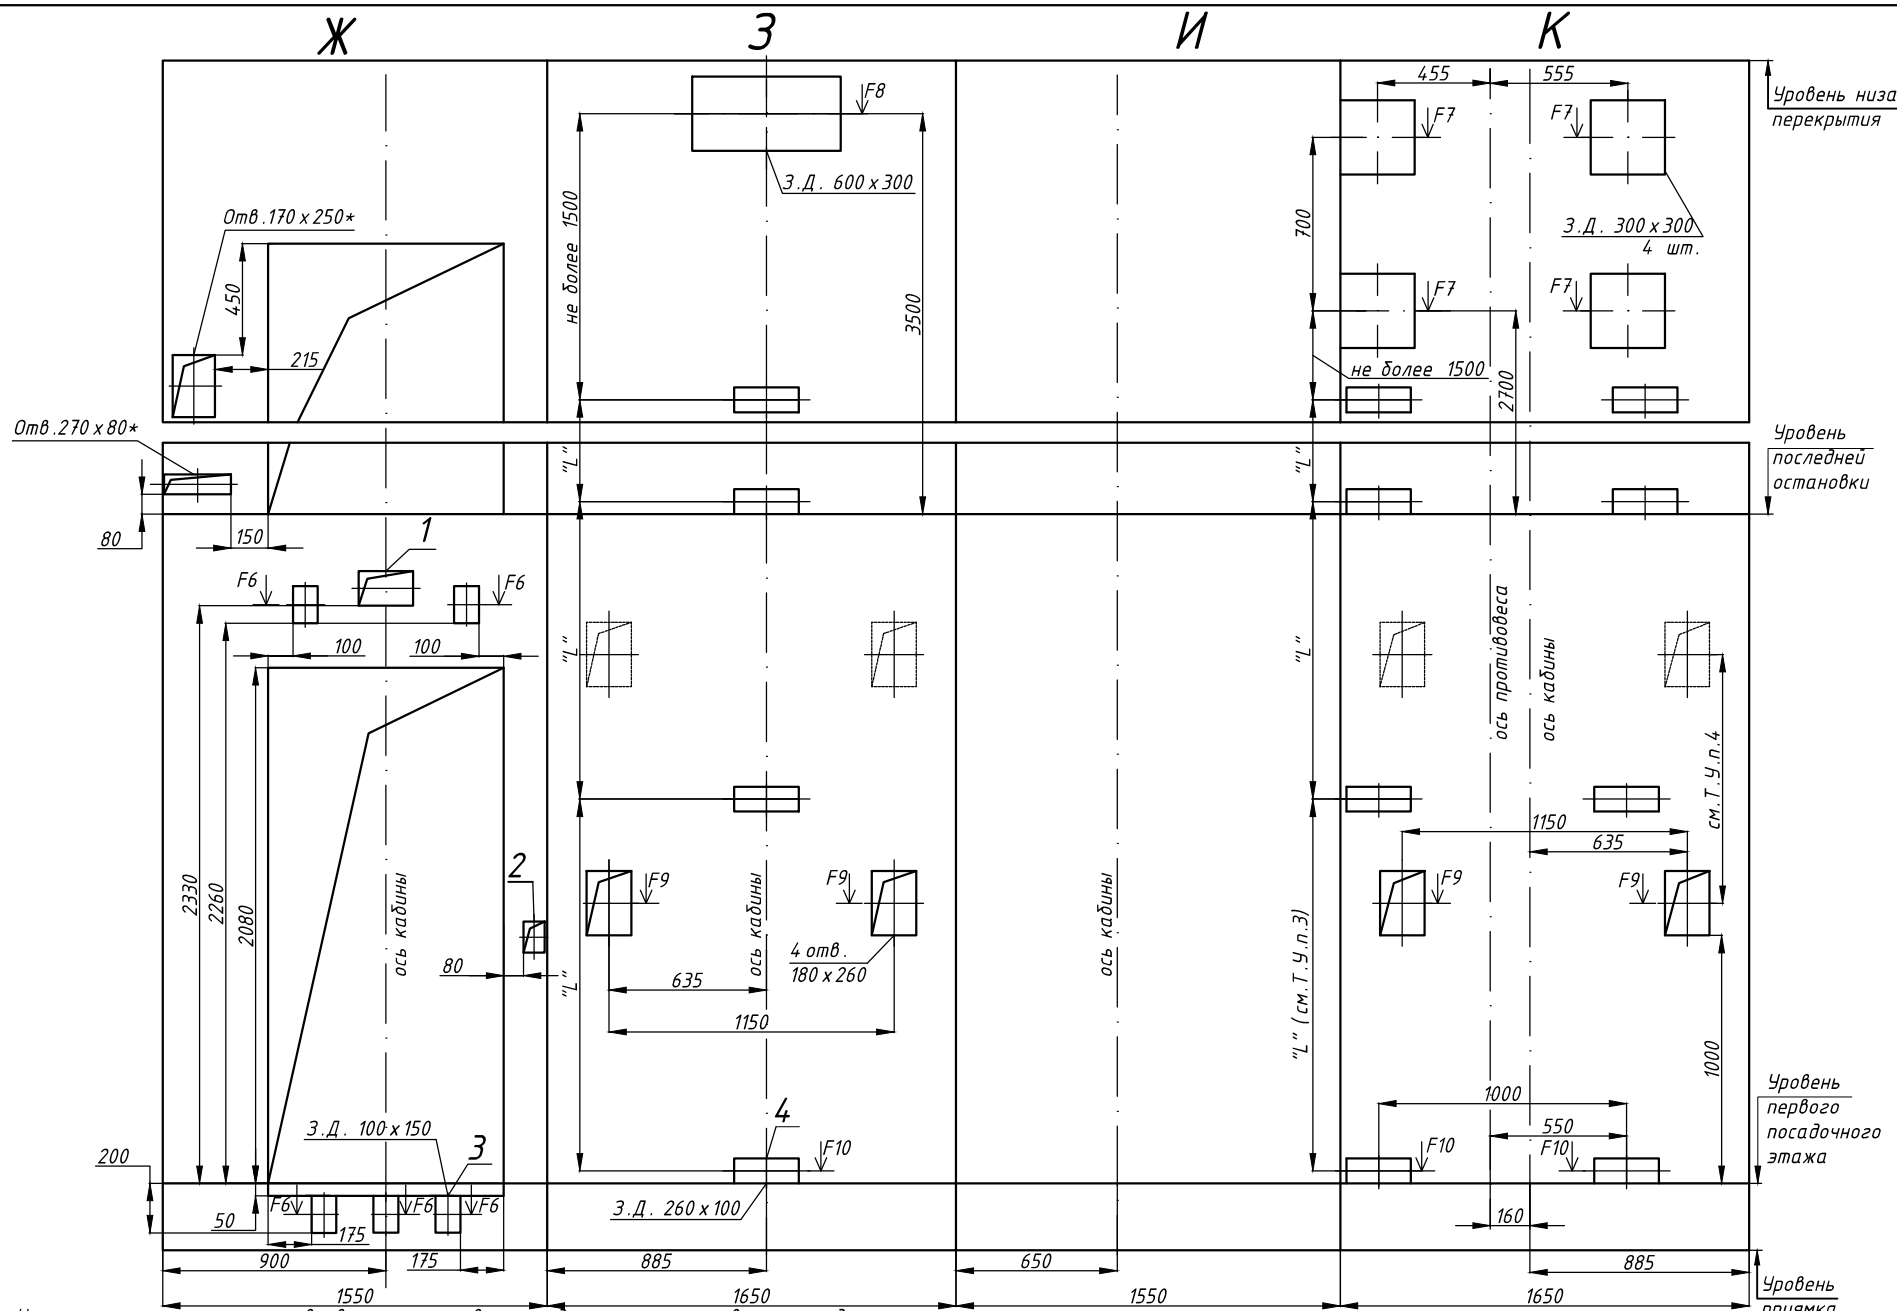 Ж
З
И
К
F8
З.Д. 600 х 300
не более 1500
3500
455
555
F7
F7
Уровень низа
перекрытия
700
З.Д. 300 х 300
4 шт.
F7
F7
не более 1500
2700
Отв.170 х 250*
450
215
Отв.270 х 80*
80
150
"L"
"L"
Уровень
последней
остановки
1
F6
F6
100
100
2330
2260
2080
ось кабины
2
80
З.Д. 100 х 150
3
200
50
F6
F6
F6
175
175
900
1550
"L"
"L"
F9
F9
ось кабины
4 отв.
180 х 260
635
1150
4
F10
З.Д. 260 х 100
885
1650
ось кабины
650
1550
"L"
"L" (см.Т.У.п.3)
ось противовеса
ось кабины
см.Т.У.п.4
1150
635
F9
F9
1000
1000
550
F10
F10
160
885
1650
Уровень
первого
посадочного
этажа
Уровень
приямка